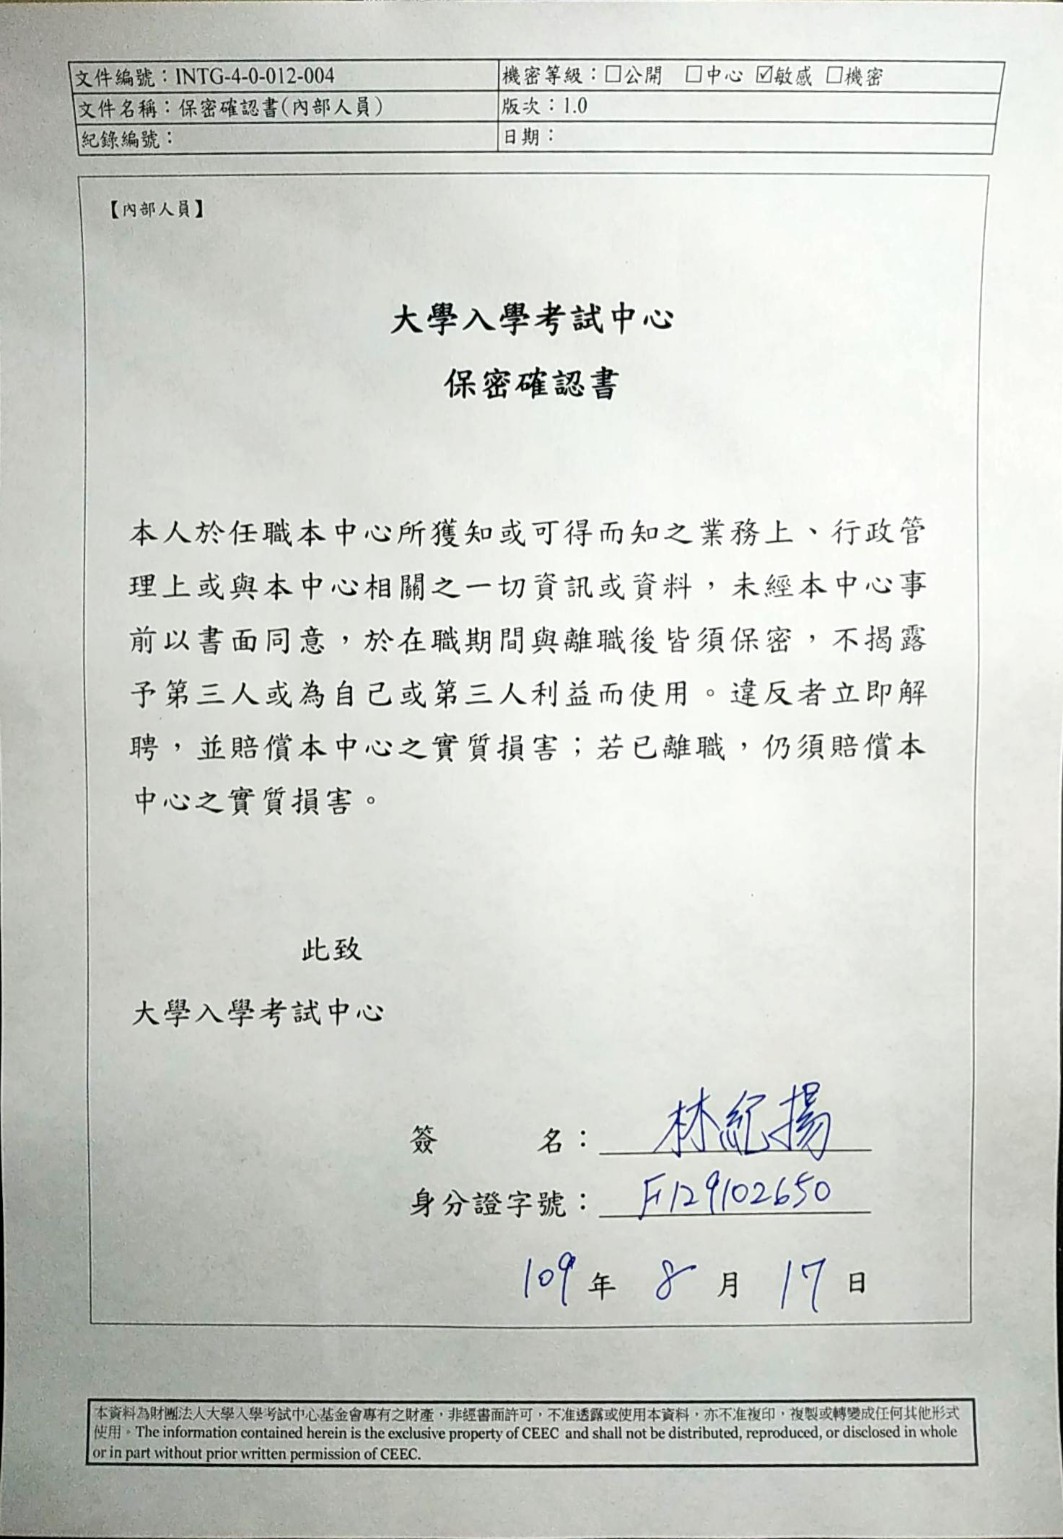 文件編號：INTG-4-0-012-004
機密等級：□公開 □中心 ☑敏感 □機密
文件名稱：保密確認書(內部人員)
版次：1.0
紀錄編號：
日期：
【內部人員】
大學入學考試中心
保密確認書
本人於任職本中心所獲知或可得而知之業務上、行政管
理上或與本中心相關之一切資訊或資料，未經本中心事
前以書面同意，於在職期間與離職後皆須保密，不揭露
予第三人或為自己或第三人利益而使用。違反者立即解
聘，並賠償本中心之實質損害；若已離職，仍須賠償本
中心之實質損害。
此致
大學入學考試中心
簽 名：林紀揚
身分證字號：F129102650
109 年 8 月 17 日
本資料為財團法人大學入學考試中心基金會專有之財產，非經書面許可，不准透露或使用本資料，亦不准複印，複製或轉變成任何其他形式
使用。The information contained herein is the exclusive property of CEEC and shall not be distributed, reproduced, or disclosed in whole
or in part without prior written permission of CEEC.